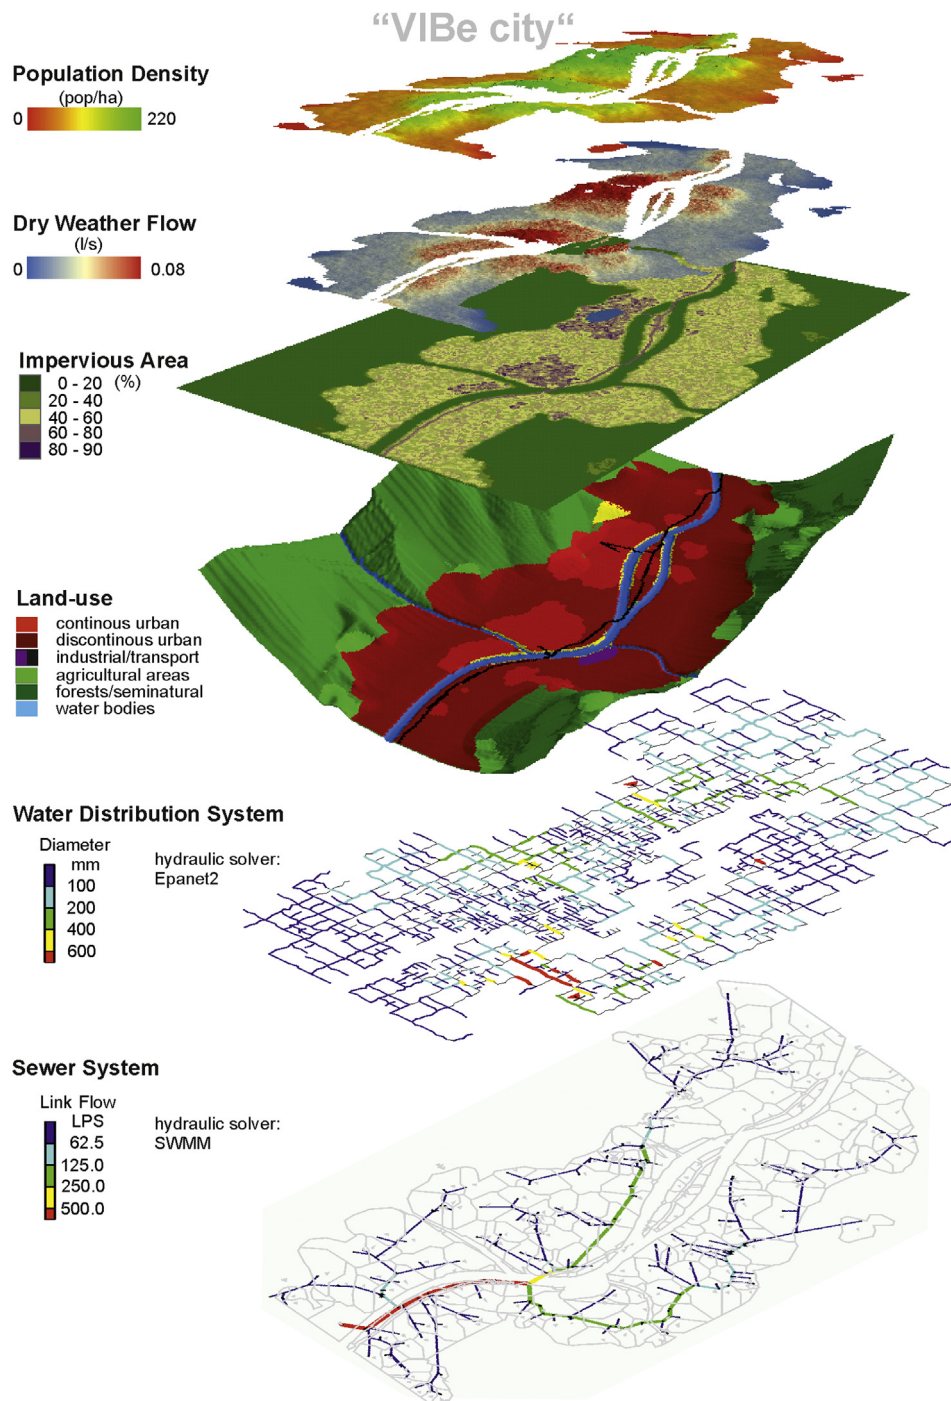 “VIBe city“
Population Density
(pop/ha)
0 220
Dry Weather Flow
(l/s)
0 0.08
Impervious Area
0 - 20 (%)
20 - 40
40 - 60
60 - 80
80 - 90
Land-use
continous urban
discontinous urban
industrial/transport
agricultural areas
forests/seminatural
water bodies
Water Distribution System
Diameter
mm
100
200
400
600
hydraulic solver:
Epanet2
Sewer System
Link Flow
LPS
62.5
125.0
250.0
500.0
hydraulic solver:
SWMM